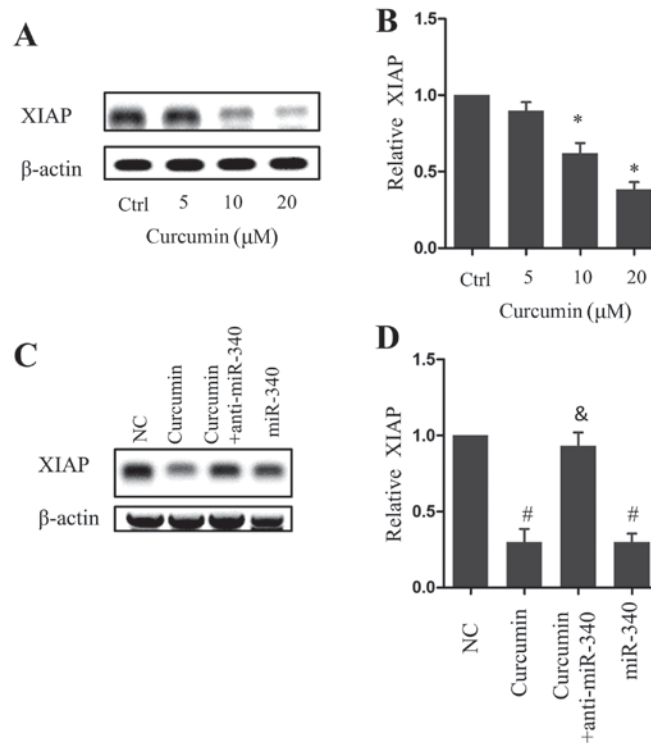 A
XIAP
β-actin
Ctrl 5 10 20
Curcumin (μM)
B
Relative XIAP
1.5
1.0
0.5
0.0
*
*
Ctrl 5 10 20
Curcumin (μM)
C
NC
Curcumin
Curcumin
+anti-miR-340
miR-340
XIAP
β-actin
D
Relative XIAP
1.5
1.0
0.5
0.0
#
&
#
NC
Curcumin
Curcumin
+anti-miR-340
miR-340